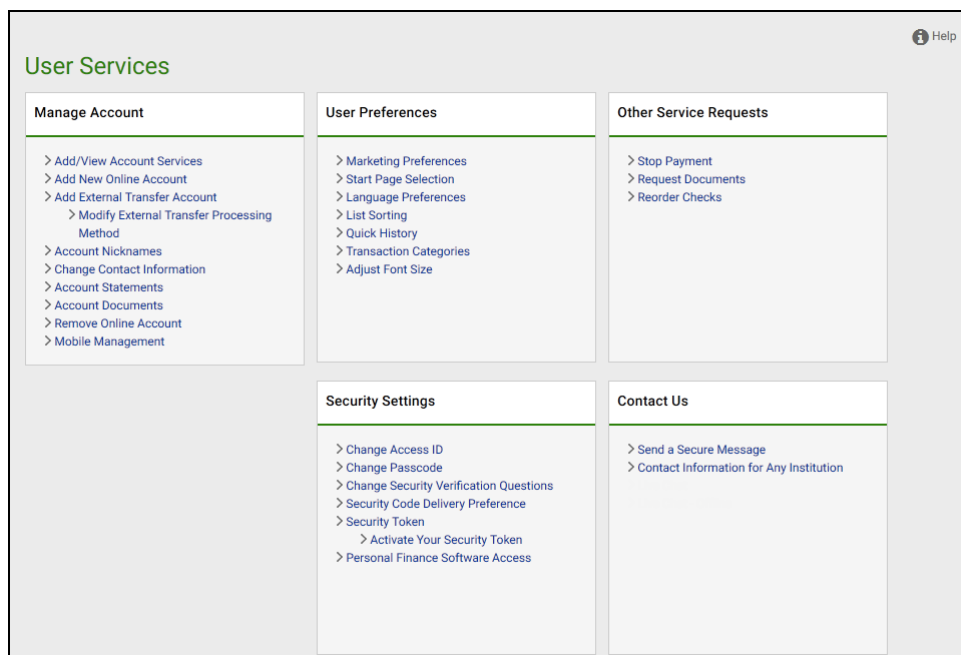 Help
User Services
Manage Account
Add/View Account Services
Add New Online Account
Add External Transfer Account
Modify External Transfer Processing
Method
Account Nicknames
Change Contact Information
Account Statements
Account Documents
Remove Online Account
Mobile Management
User Preferences
Marketing Preferences
Start Page Selection
Language Preferences
List Sorting
Quick History
Transaction Categories
Adjust Font Size
Other Service Requests
Stop Payment
Request Documents
Reorder Checks
Security Settings
Change Access ID
Change Passcode
Change Security Verification Questions
Security Code Delivery Preference
Security Token
Activate Your Security Token
Personal Finance Software Access
Contact Us
Send a Secure Message
Contact Information for Any Institution